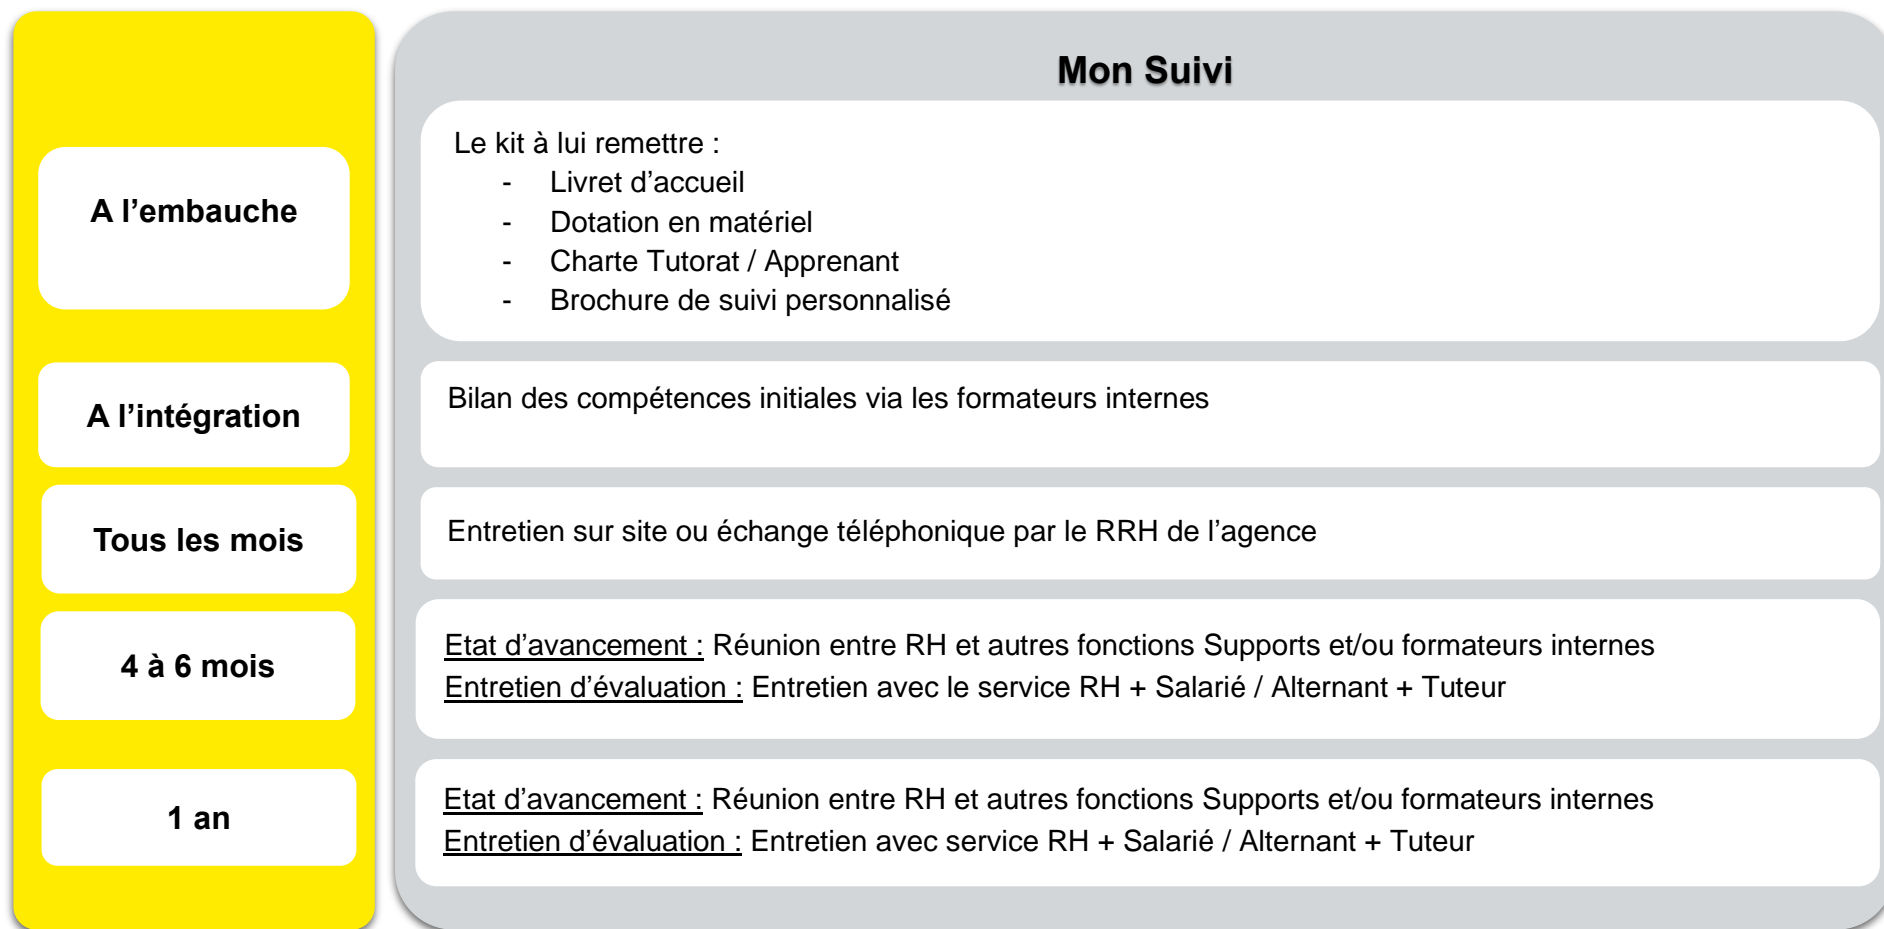 Mon Suivi
A l’embauche
Le kit à lui remettre :
- Livret d’accueil
- Dotation en matériel
- Charte Tutorat / Apprenant
- Brochure de suivi personnalisé
A l’intégration
Bilan des compétences initiales via les formateurs internes
Tous les mois
Entretien sur site ou échange téléphonique par le RRH de l’agence
4 à 6 mois
Etat d’avancement : Réunion entre RH et autres fonctions Supports et/ou formateurs internes
Entretien d’évaluation : Entretien avec le service RH + Salarié / Alternant + Tuteur
1 an
Etat d’avancement : Réunion entre RH et autres fonctions Supports et/ou formateurs internes
Entretien d’évaluation : Entretien avec service RH + Salarié / Alternant + Tuteur